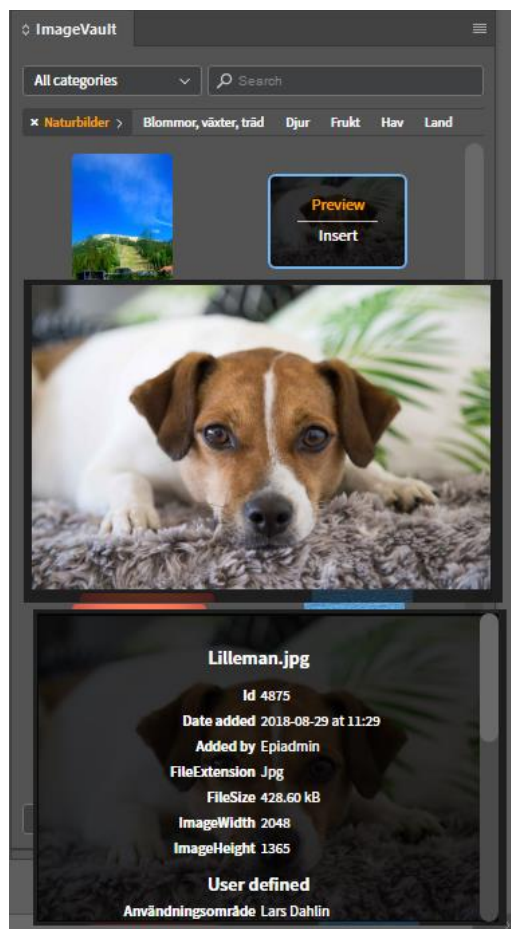 ImageVault
All categories
Search
× Naturbilder > Blommor, växter, träd Djur Frukt Hav Land
Preview
Insert
Lilleman.jpg
Id 4875
Date added 2018-08-29 at 11:29
Added by Epiadmin
FileExtension Jpg
FileSize 428.60 kB
ImageWidth 2048
ImageHeight 1365
User defined
Användningsområde Lars Dahlin